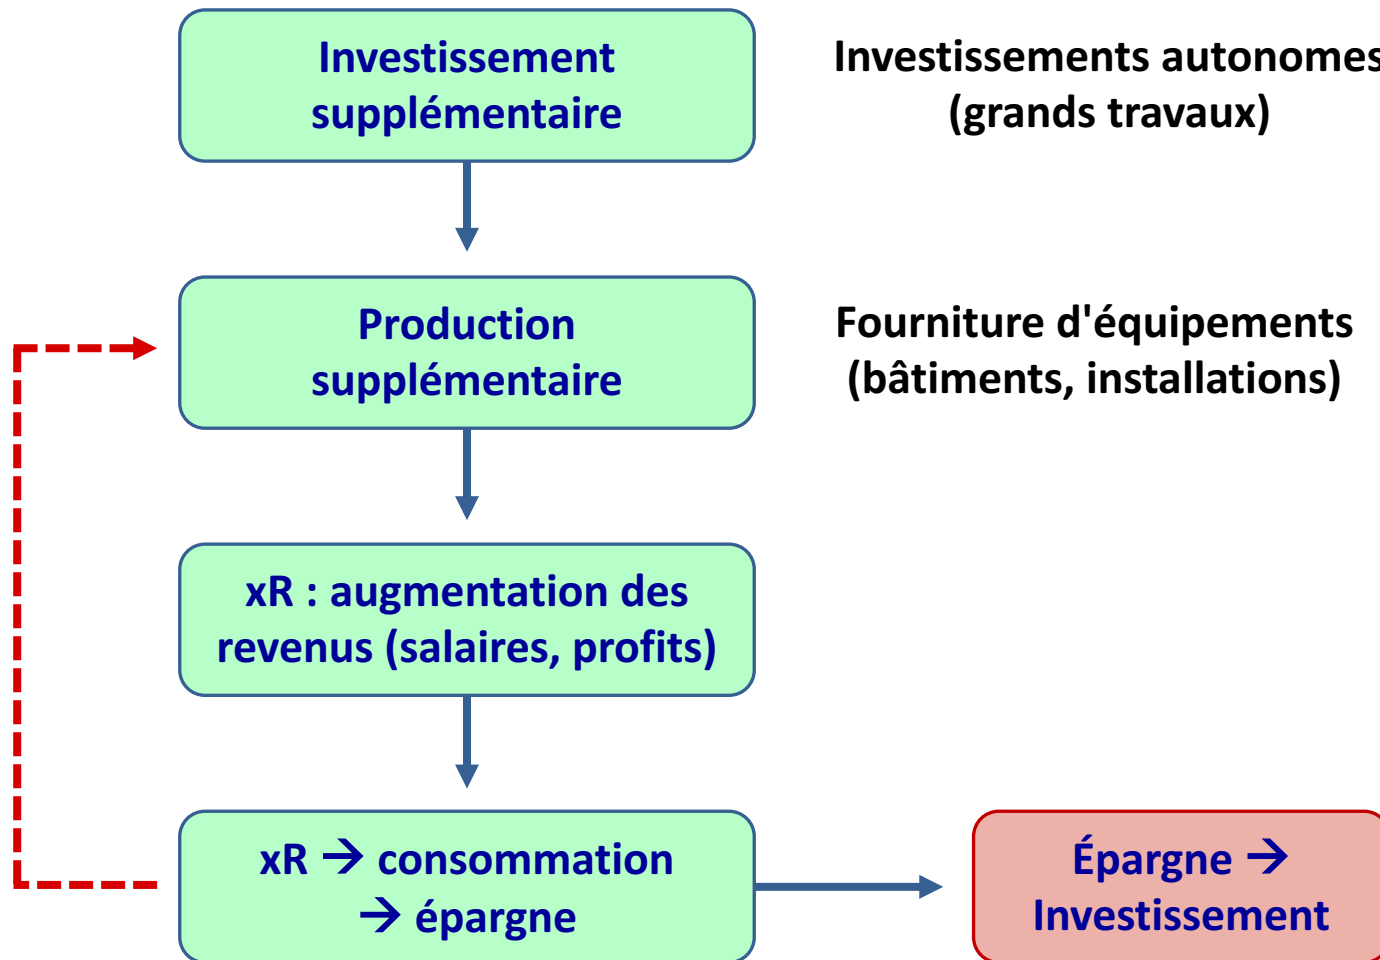 Investissement
supplémentaire
Investissements autonomes
(grands travaux)
Production
supplémentaire
Fourniture d'équipements
(bâtiments, installations)
xR : augmentation des
revenus (salaires, profits)
xR → consommation
→ épargne
Épargne →
Investissement